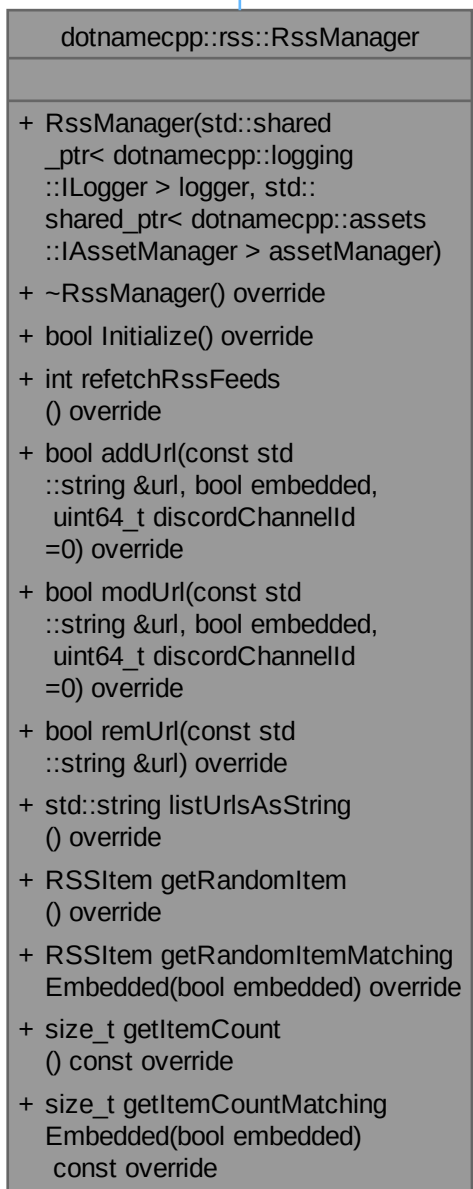 dotnamecpp::rss::RssManager
+ RssManager(std::shared
_ptr< dotnamecpp::logging
::ILogger > logger, std::
shared_ptr< dotnamecpp::assets
::IAssetManager > assetManager)
+ ~RssManager() override
+ bool Initialize() override
+ int refetchRssFeeds
() override
+ bool addUrl(const std
::string &url, bool embedded,
uint64_t discordChannelId
=0) override
+ bool modUrl(const std
::string &url, bool embedded,
uint64_t discordChannelId
=0) override
+ bool remUrl(const std
::string &url) override
+ std::string listUrlsAsString
() override
+ RSSItem getRandomItem
() override
+ RSSItem getRandomItemMatching
Embedded(bool embedded) override
+ size_t getItemCount
() const override
+ size_t getItemCountMatching
Embedded(bool embedded)
const override